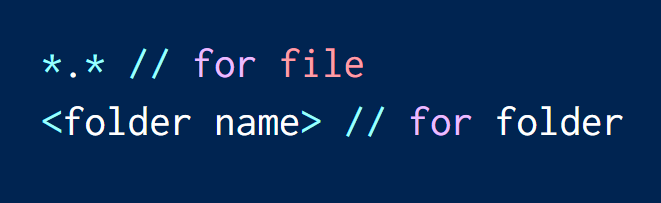 *.* // for file
<folder name> // for folder